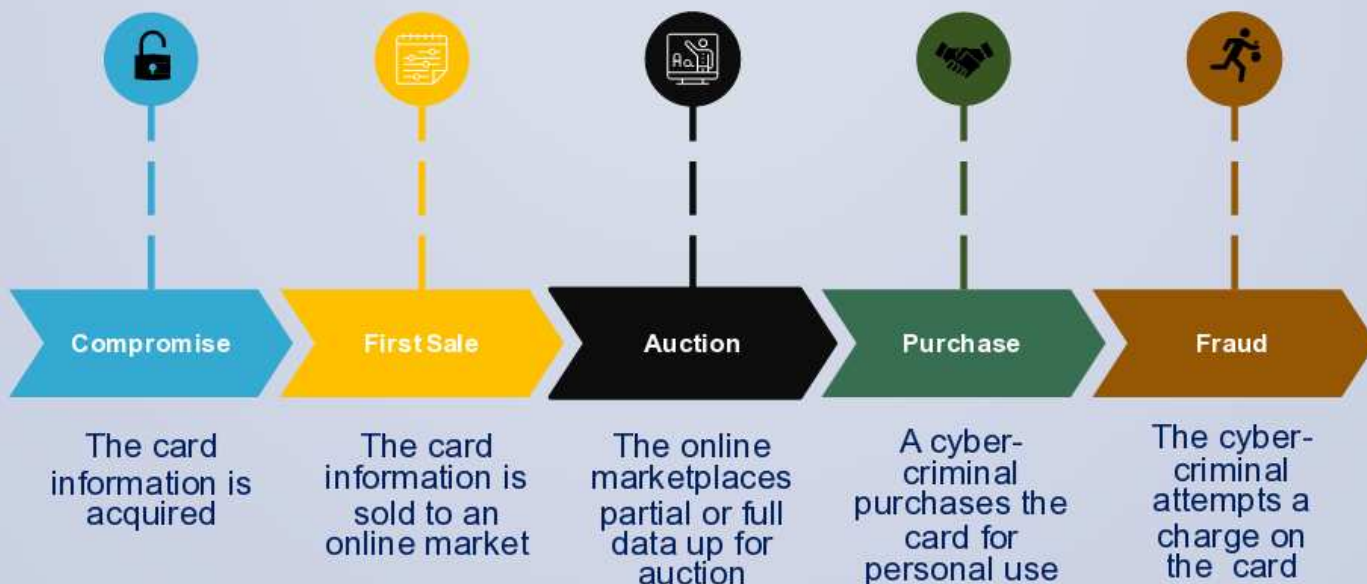 Aa
Compromise
First Sale
Auction
Purchase
Fraud
The card
information is
acquired
The card
information is
sold to an
online market
The online
marketplaces
partial or full
data up for
auction
A cyber-
criminal
purchases the
card for
personal use
The cyber-
criminal
attempts a
charge on
the card